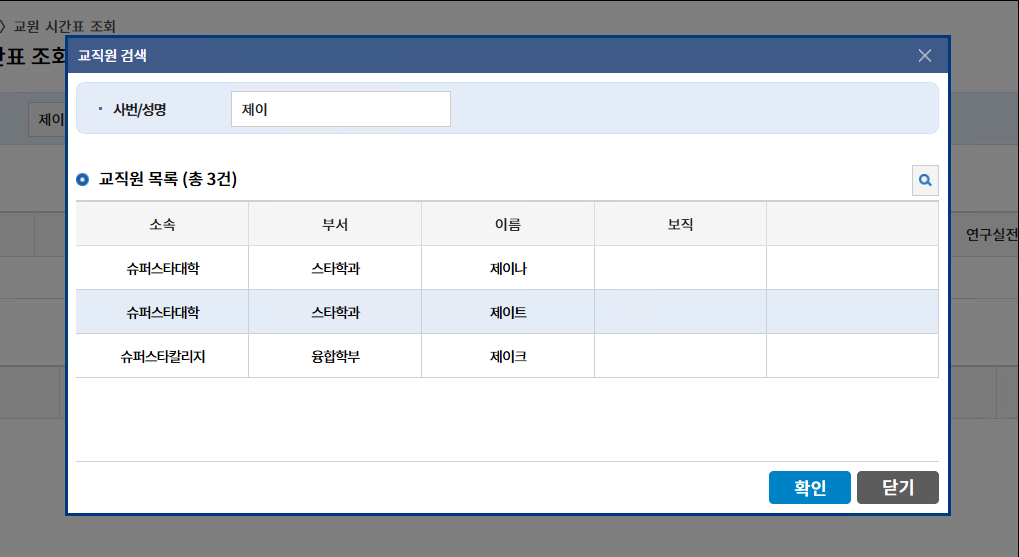 > 교원 시간표 조회
표 조회
제이
연구실전
교직원 검색
사번/성명
제이
교직원 목록 (총 3건)
소속 부서 이름 보직
슈퍼스타대학 스타학과 제이나
슈퍼스타대학 스타학과 제이트
슈퍼스타칼리지 융합학부 제이크
확인 닫기